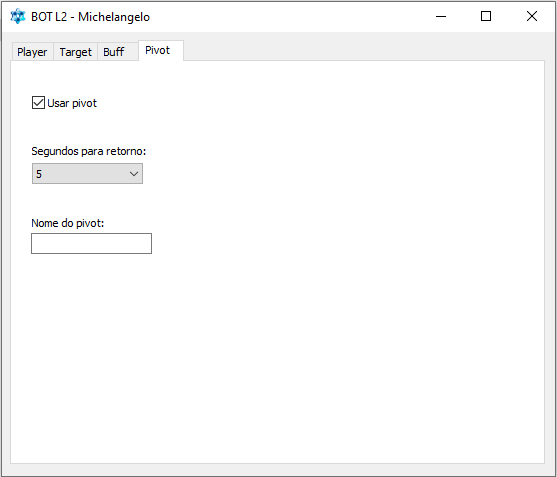 BOT L2 - Michelangelo
Player Target Buff Pivot
Usar pivot
Segundos para retorno:
5
Nome do pivot: